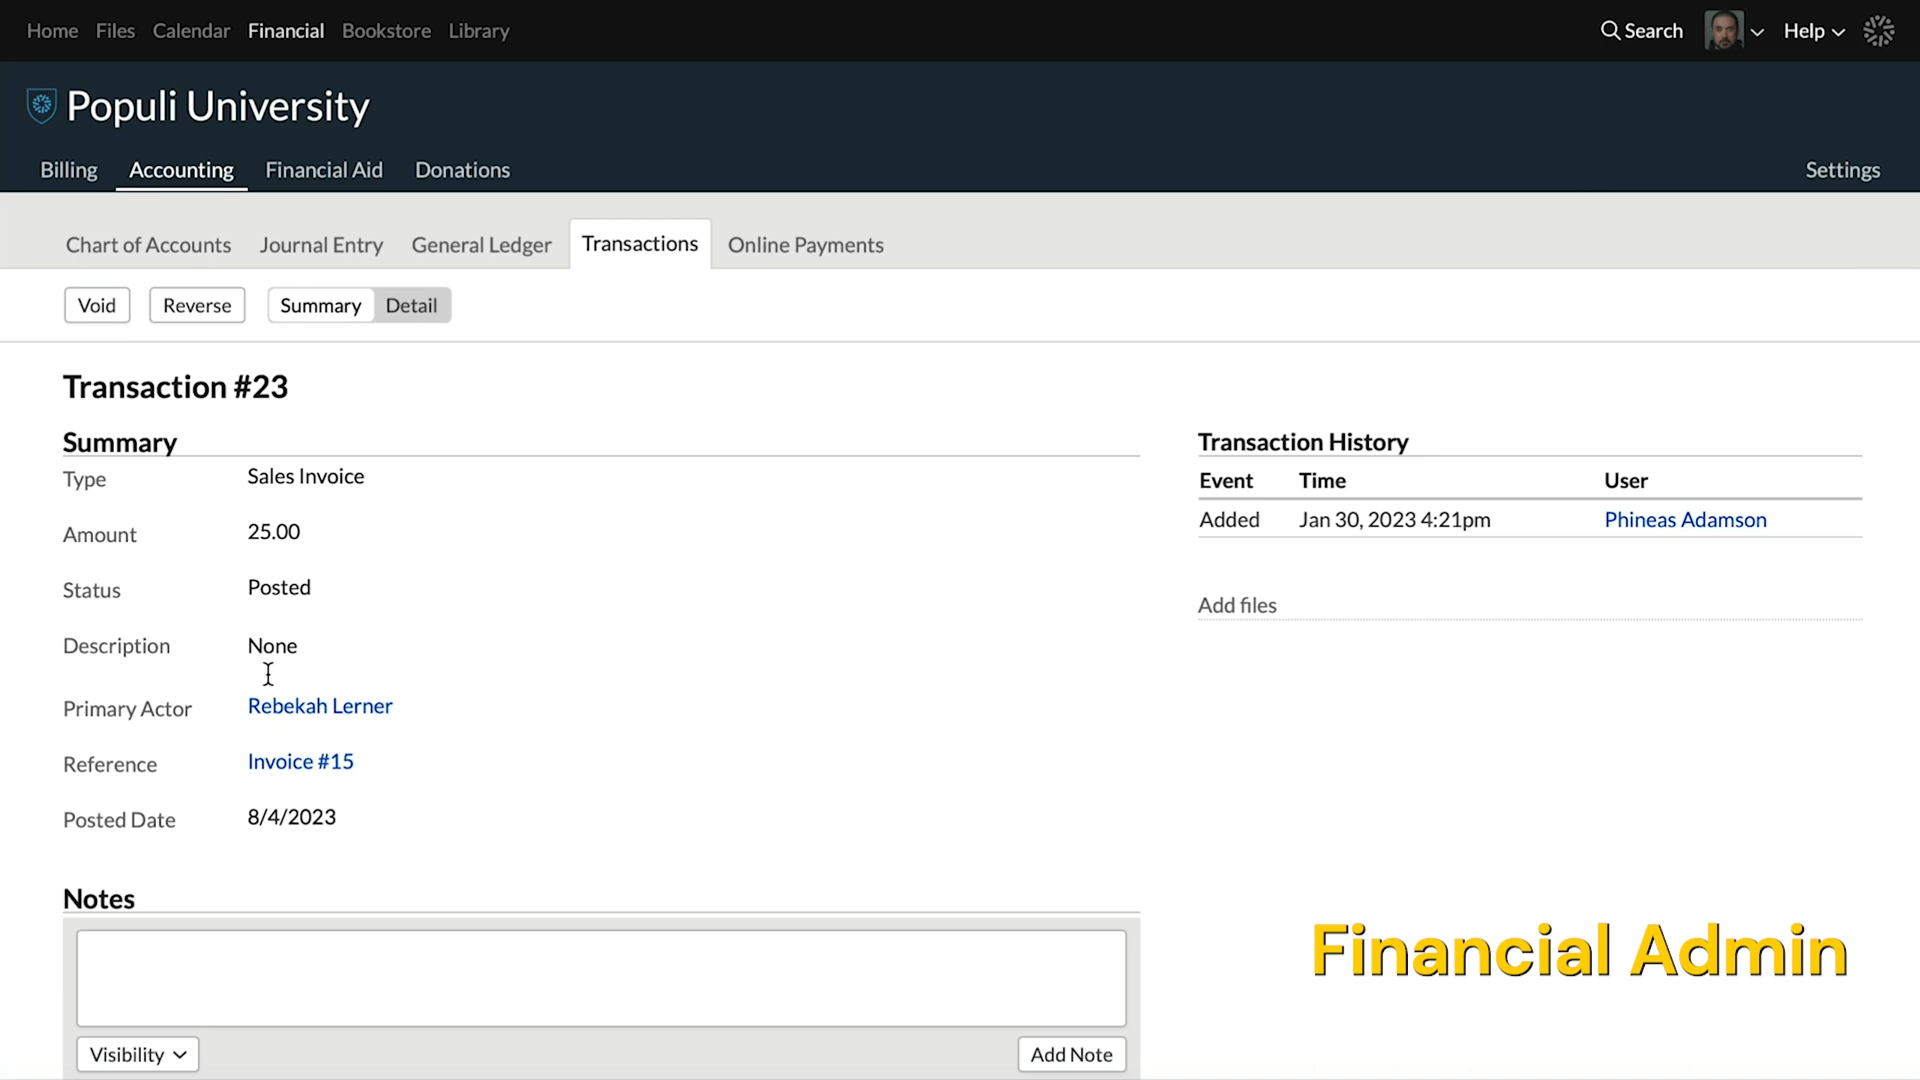 Home Files Calendar Financial Bookstore Library Search Help
Populi University
Billing Accounting Financial Aid Donations Settings
Chart of Accounts Journal Entry General Ledger Transactions Online Payments
Void Reverse Summary Detail
Transaction #23
Summary
Type Sales Invoice
Amount 25.00
Status Posted
Description None
Primary Actor Rebekah Lerner
Reference Invoice #15
Posted Date 8/4/2023
Transaction History
Event Time User
Added Jan 30, 2023 4:21pm Phineas Adamson
Add files
Notes
Visibility Add Note
Financial Admin